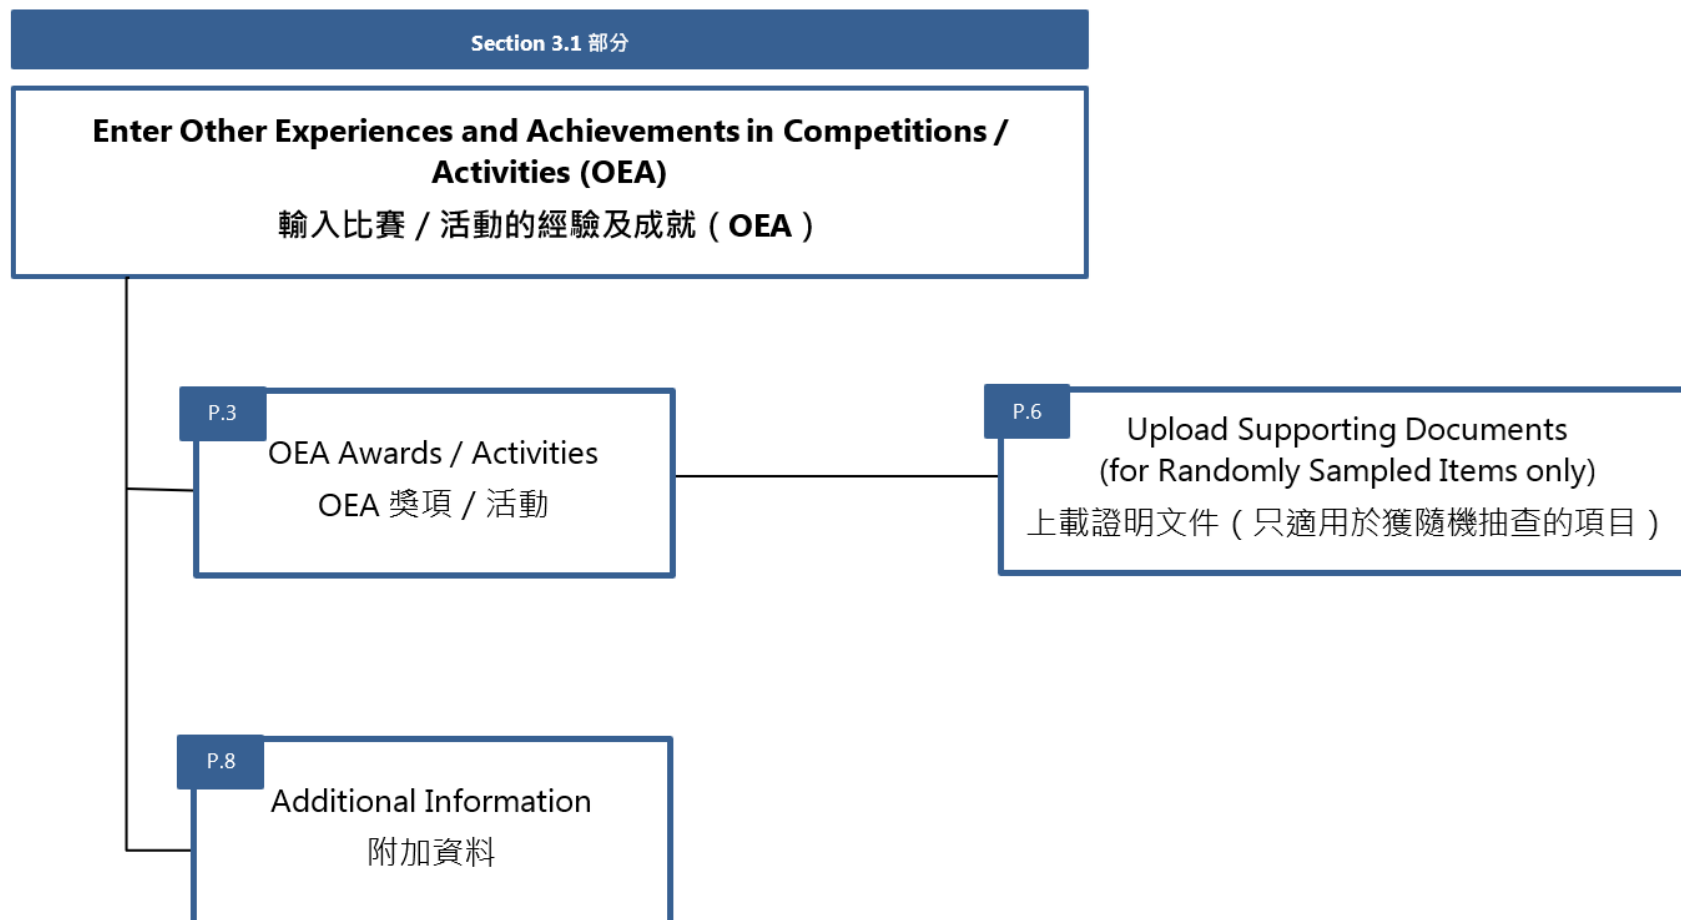 Section 3.1 部分
Enter Other Experiences and Achievements in Competitions /
Activities (OEA)
輸入比賽 / 活動的經驗及成就 ( OEA )
P.3
OEA Awards / Activities
OEA 獎項 / 活動
P.6
Upload Supporting Documents
(for Randomly Sampled Items only)
上載證明文件 ( 只適用於獲隨機抽查的項目 )
P.8
Additional Information
附加資料